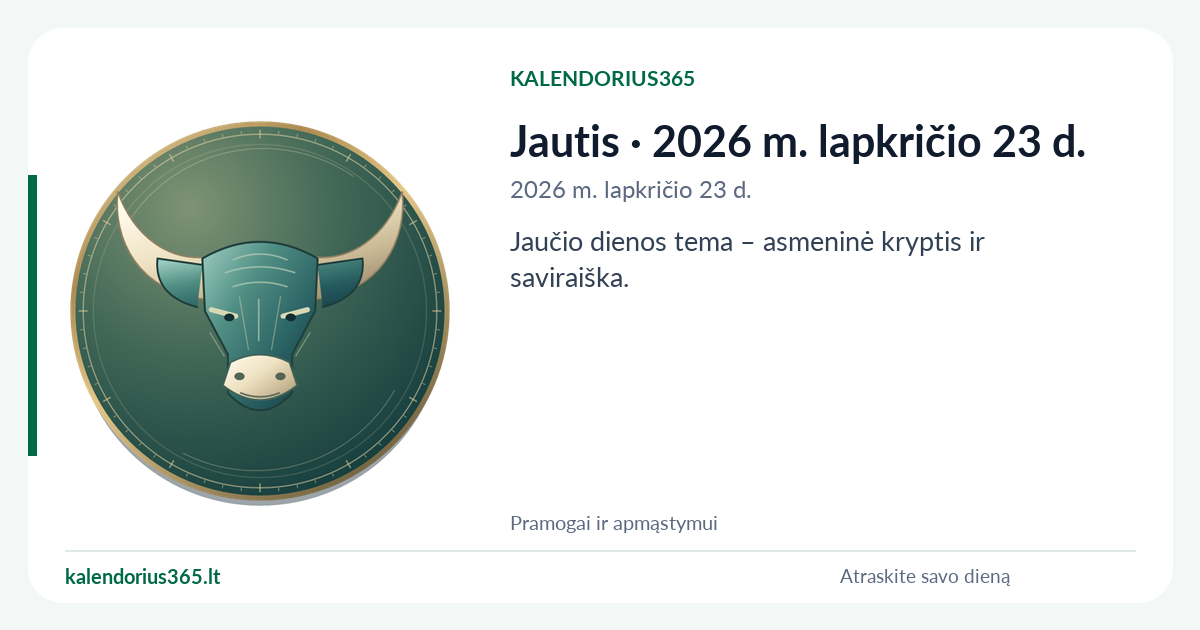 KALENDORIUS365
Jautis · 2026 m. lapkričio 23 d.
2026 m. lapkričio 23 d.
Jaučio dienos tema – asmeninė kryptis ir
saviraiška.
Pramogai ir apmąstymui
kalendorius365.lt
Atraskite savo dieną